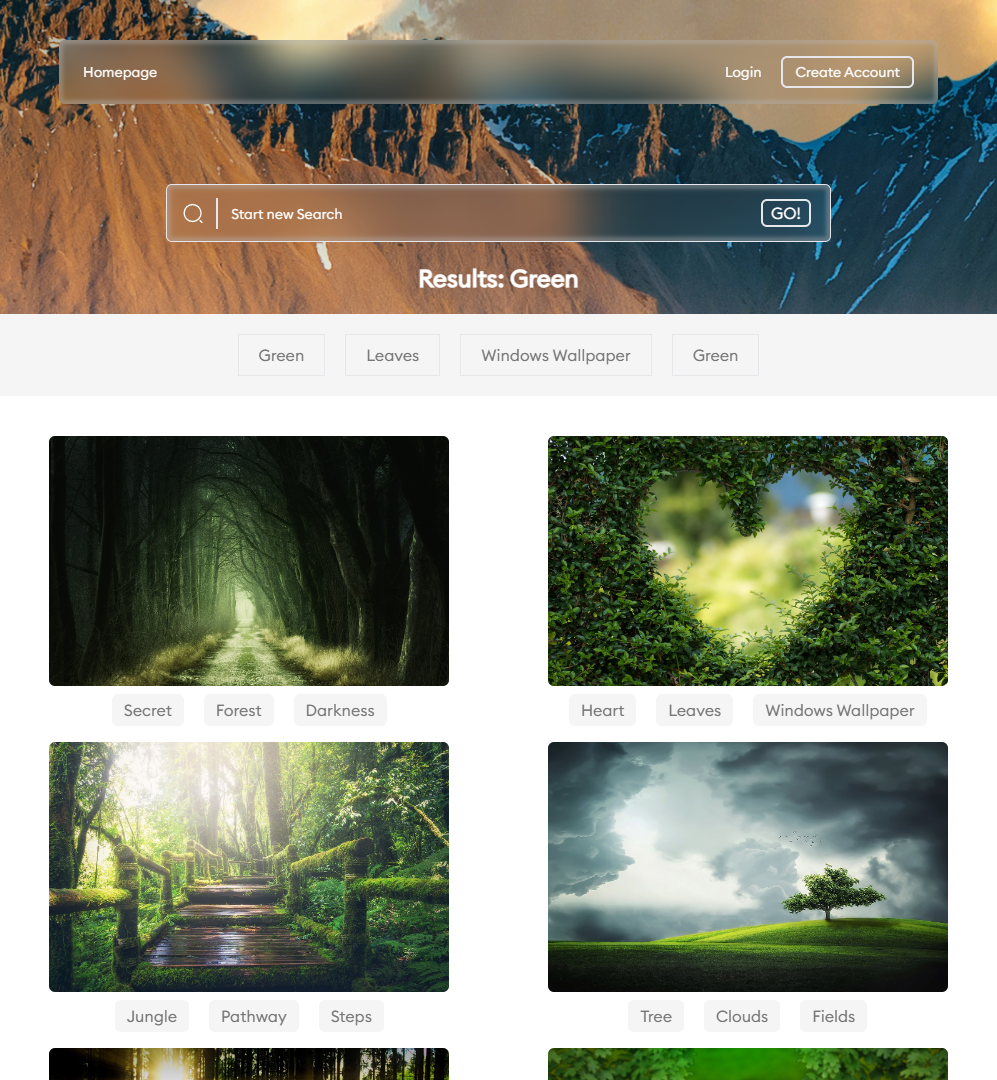 Homepage Login Create Account
Start new Search GO!
Results: Green
Green Leaves Windows Wallpaper Green
Secret Forest Darkness Heart Leaves Windows Wallpaper
Jungle Pathway Steps Tree Clouds Fields